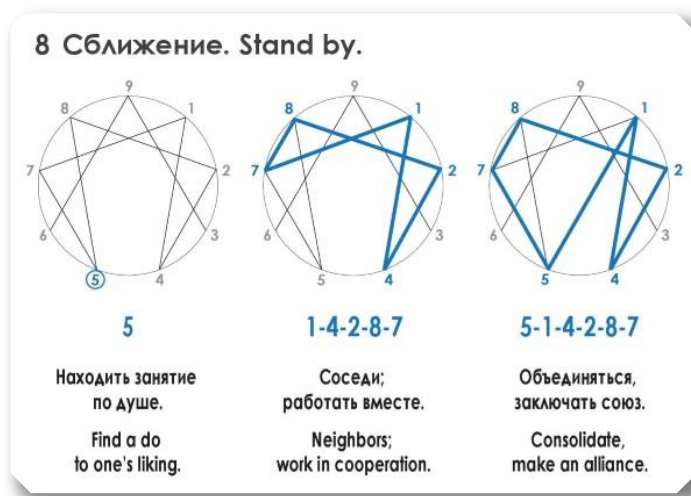 8 Сближение. Stand by.
9
8 1
7 2
6 3
5 4
9
8 1
7 2
6 3
5 4
9
8 1
7 2
6 3
5 4
5
1-4-2-8-7
5-1-4-2-8-7
Находить занятие
по душе.
Соседи;
работать вместе.
Объединяться,
заключать союз.
Find a do
to one's liking.
Neighbors;
work in cooperation.
Consolidate,
make an alliance.